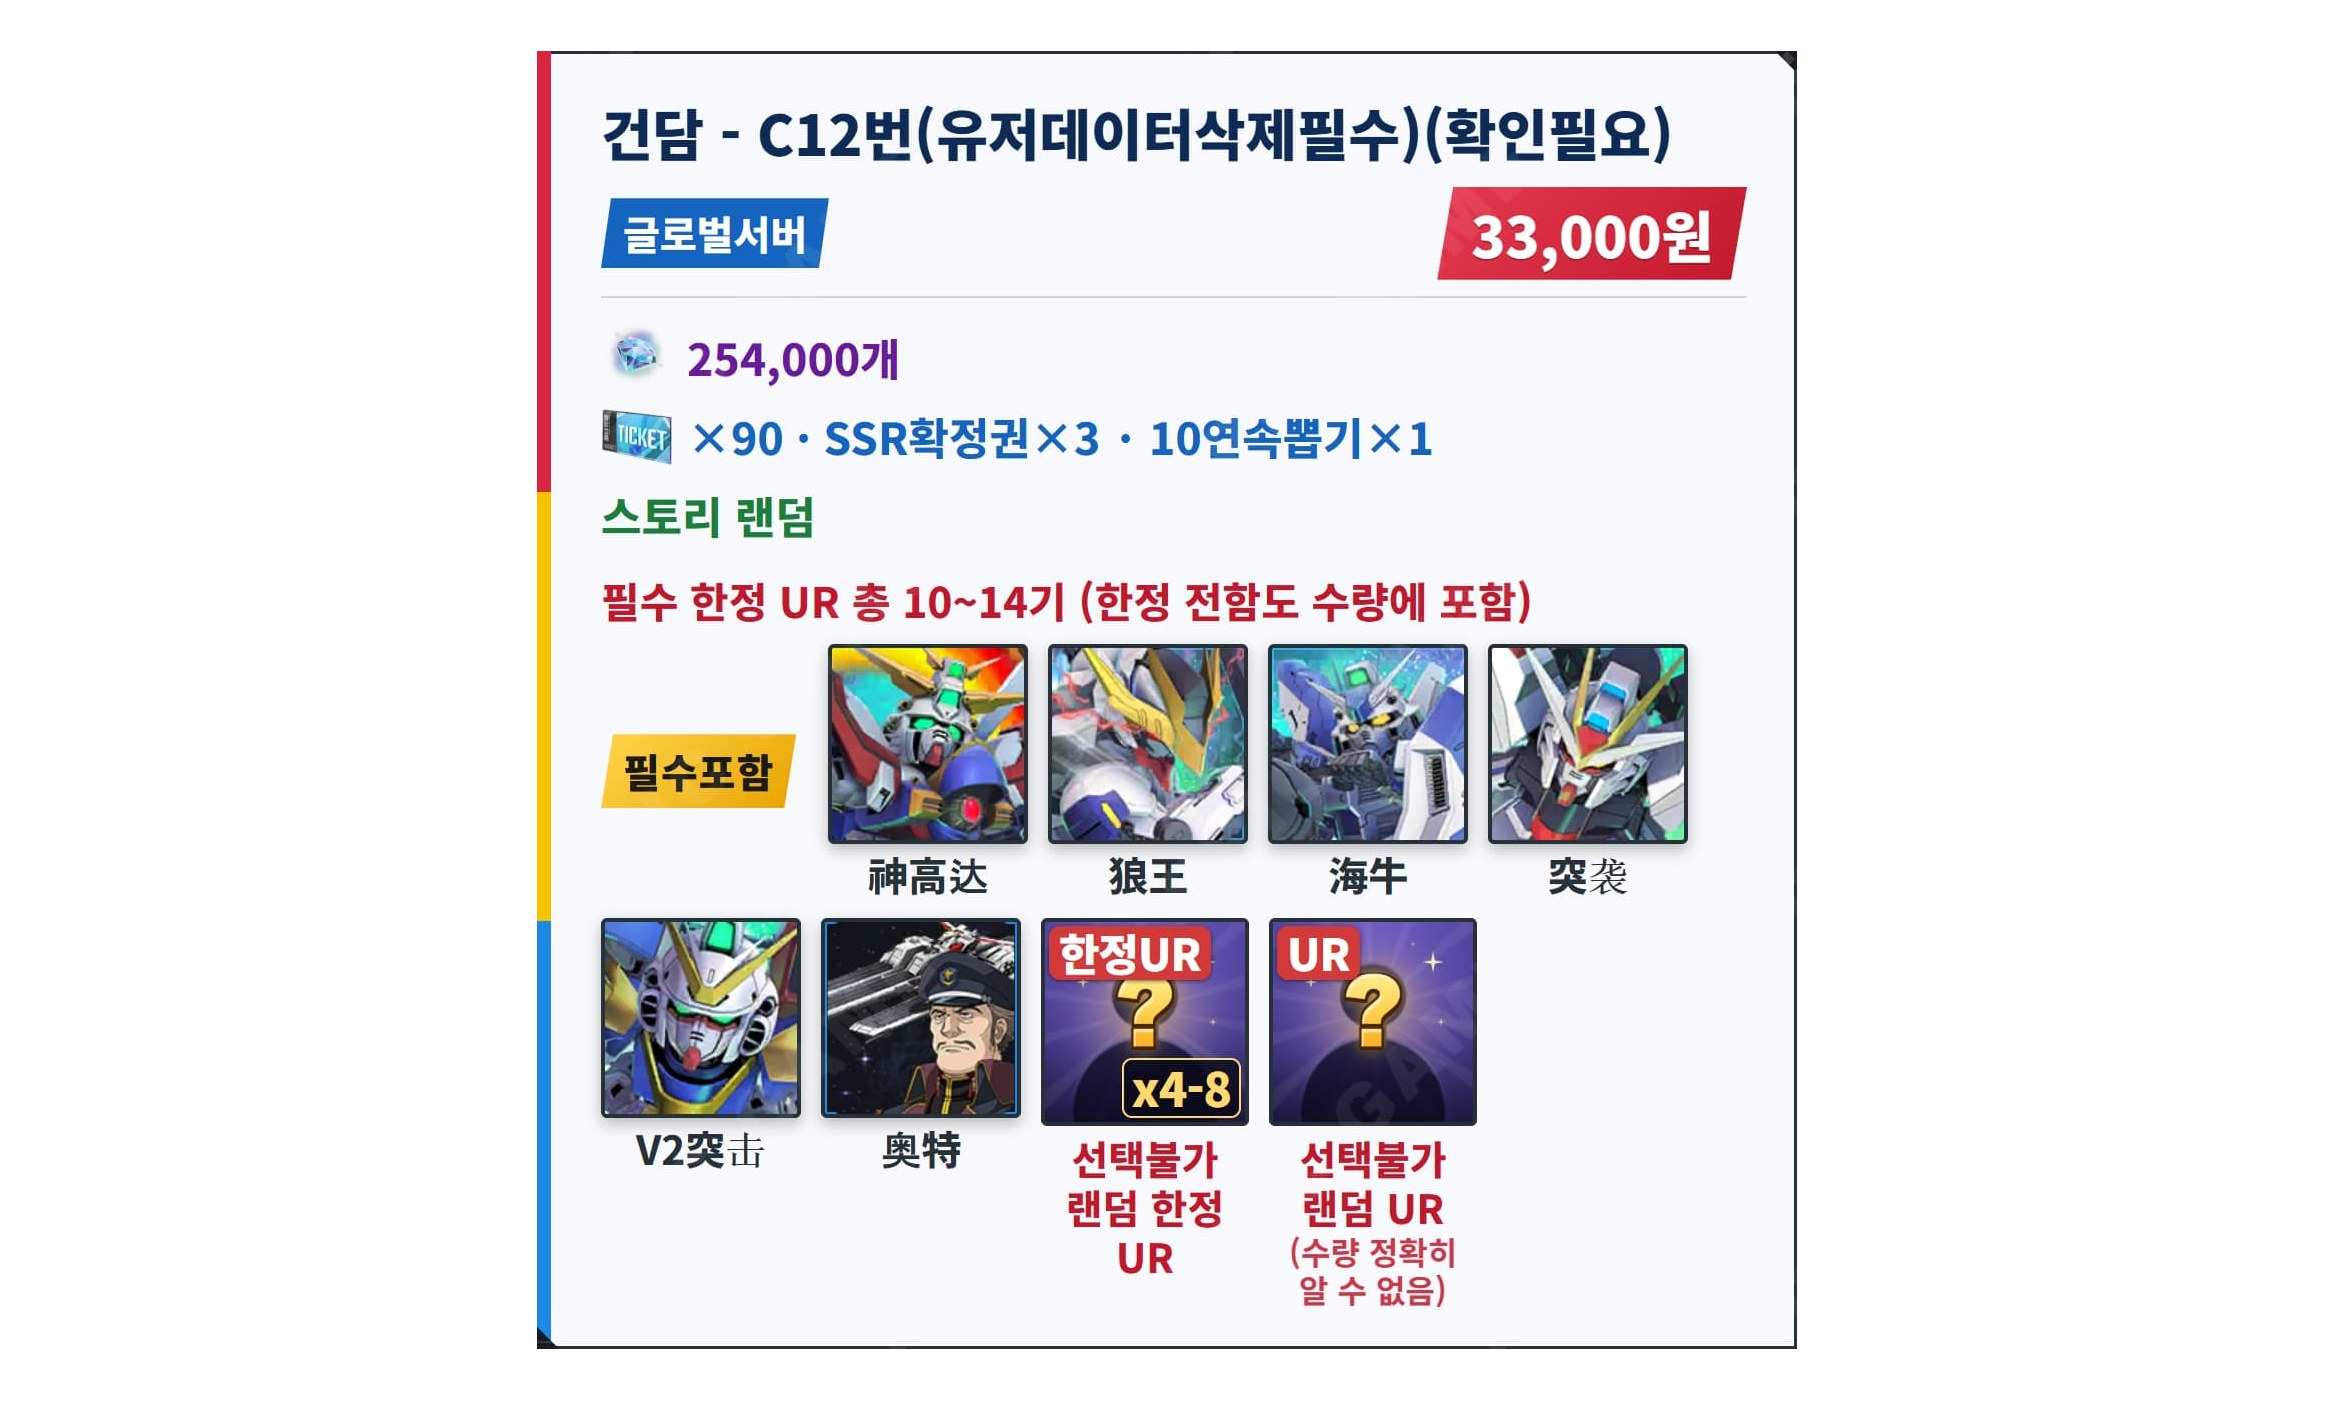 건담 - C12번(유저데이터삭제필수)(확인필요)
글로벌서버
33,000원
254,000개
TICKET ×90 · SSR확정권×3 · 10연속뽑기×1
스토리 랜덤
필수 한정 UR 총 10~14기 (한정 전함도 수량에 포함)
필수포함
神高达
狼王
海牛
突袭
V2突击
奥特
한정UR
x4-8
선택불가
랜덤 한정
UR
UR
선택불가
랜덤 UR
(수량 정확히
알 수 없음)